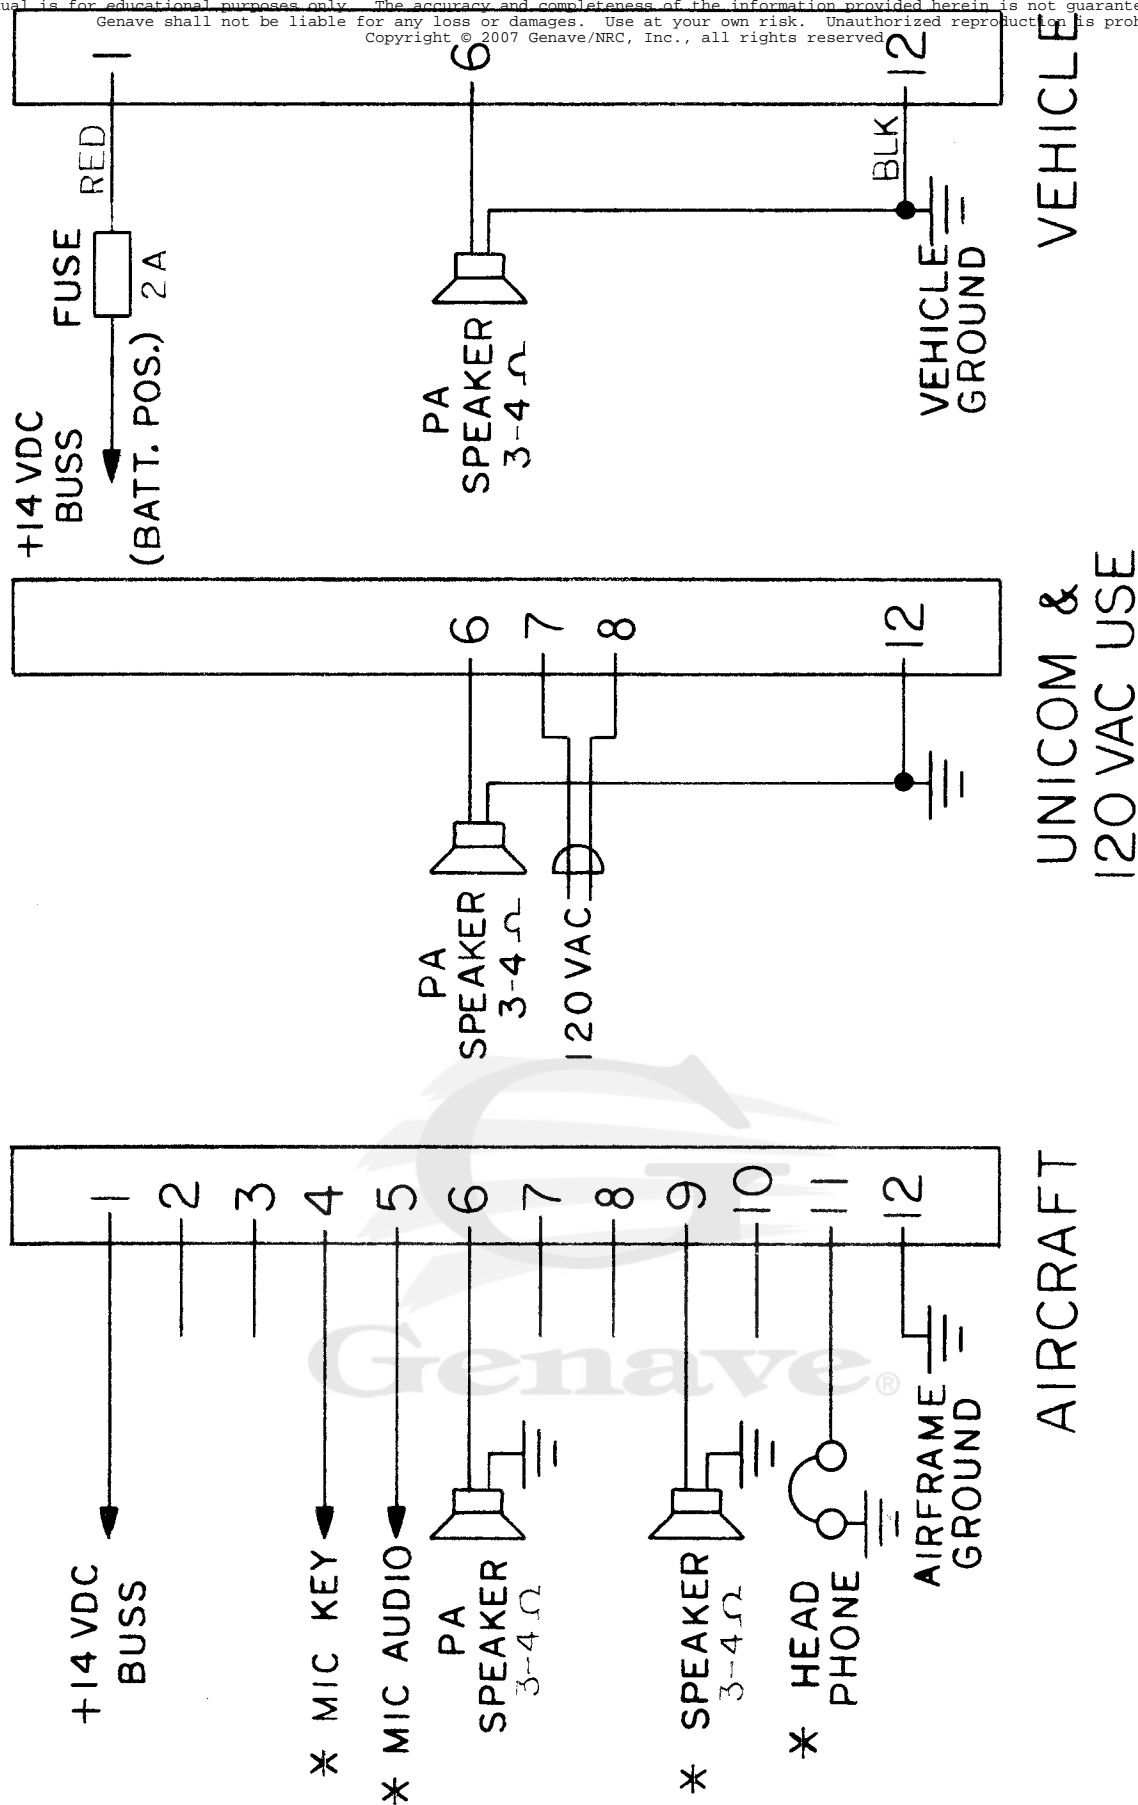 ual is for educational purposes only. The accuracy and completeness of the information provided herein is not guarante
Genave shall not be liable for any loss or damages. Use at your own risk. Unauthorized reproduction is prob
Copyright © 2007 Genave/NRC, Inc., all rights reserved
+14 VDC
BUSS
* MIC KEY
* MIC AUDIO
PA
SPEAKER
3-4 Ω
* SPEAKER
3-4 Ω
* HEAD
PHONE
AIRFRAME
GROUND
1
2
3
4
5
6
7
8
9
10
11
12
AIRCRAFT
PA
SPEAKER
3-4 Ω
120 VAC
6
7
8
12
UNICOM &
120 VAC USE
+14 VDC
BUSS
(BATT. POS.)
FUSE
2 A
RED
PA
SPEAKER
3-4 Ω
VEHICLE
GROUND
BLK
1
6
12
VEHICLE
Genave®